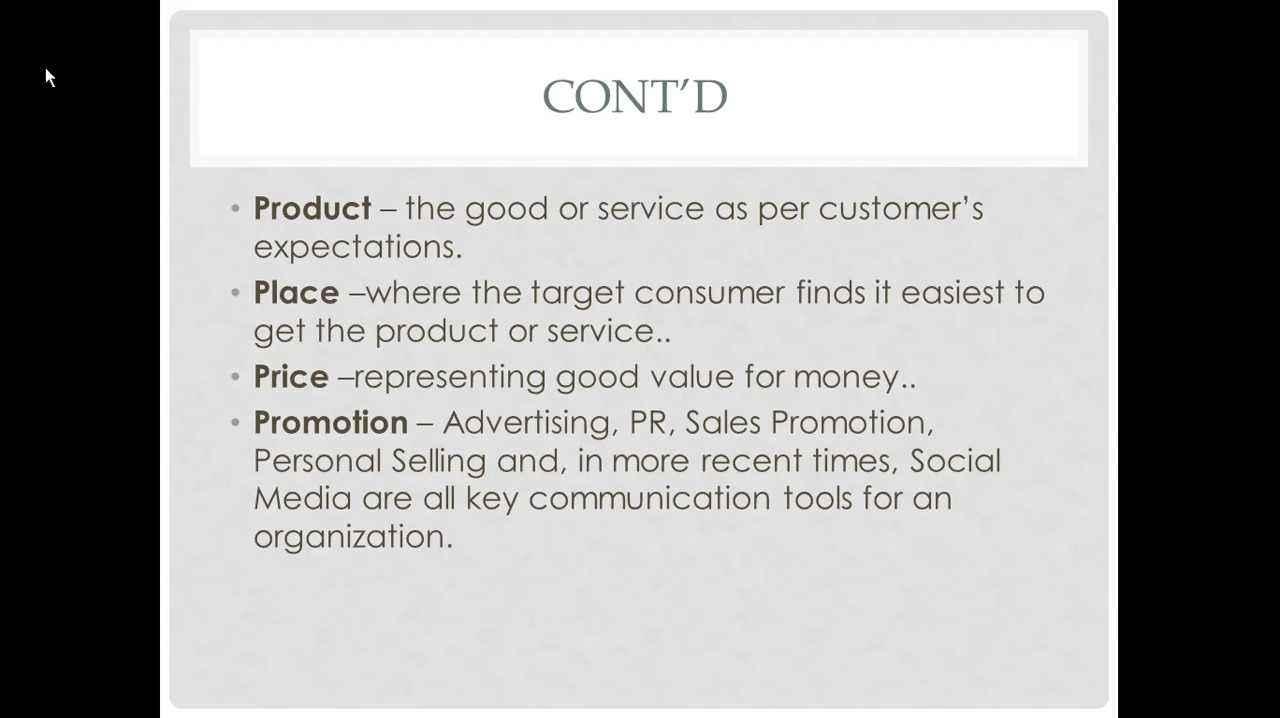 CONT’D
• Product – the good or service as per customer’s
expectations.
• Place –where the target consumer finds it easiest to
get the product or service..
• Price –representing good value for money..
• Promotion – Advertising, PR, Sales Promotion,
Personal Selling and, in more recent times, Social
Media are all key communication tools for an
organization.